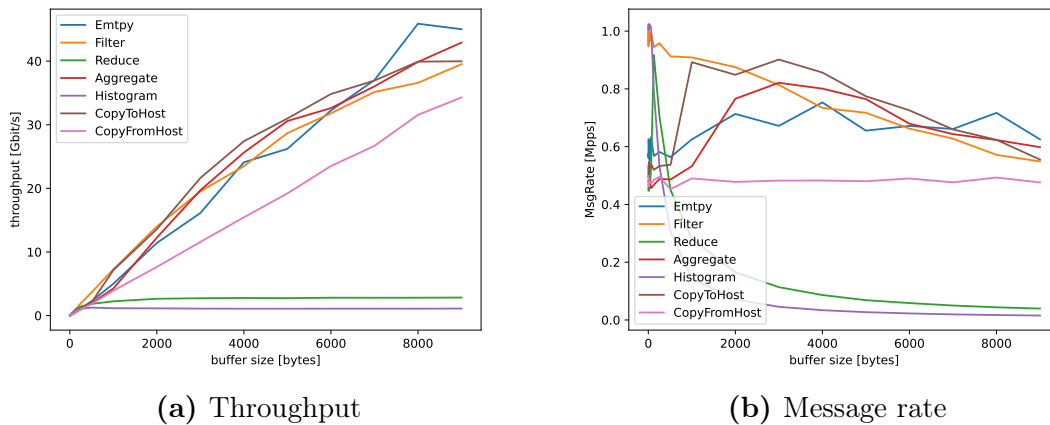 Emtpy
Filter
Reduce
Aggregate
Histogram
CopyToHost
CopyFromHost
throughput [Gbit/s]
40
30
20
10
0
0 2000 4000 6000 8000
buffer size [bytes]
(a) Throughput
MsgRate [Mpps]
1.0
0.8
0.6
0.4
0.2
0.0
Emtpy
Filter
Reduce
Aggregate
Histogram
CopyToHost
CopyFromHost
0 2000 4000 6000 8000
buffer size [bytes]
(b) Message rate